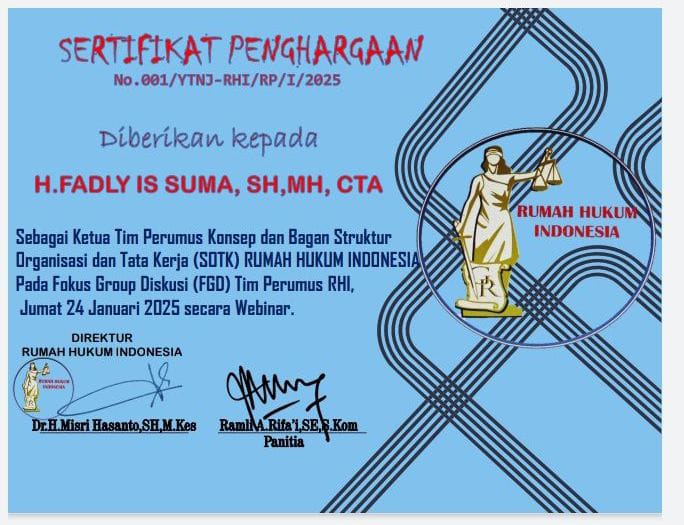 SERTIFIKAT PENGHARGAAN
No.001/YTNJ-RHI/RP/I/2025
Diberikan kepada
H.FADLY IS SUMA, SH,MH, CTA
RUMAH HUKUM
INDONESIA
Sebagai Ketua Tim Perumus Konsep dan Bagan Struktur
Organisasi dan Tata Kerja (SOTK) RUMAH HUKUM INDONESIA
Pada Fokus Group Diskusi (FGD) Tim Perumus RHI,
Jumat 24 Januari 2025 secara Webinar.
DIREKTUR
RUMAH HUKUM INDONESIA
RUMAH HUKUM
INDONESIA
Dr.H.Misri Hasanto,SH,M.Kes
Ramli A.Rifa'i,SE,S.Kom
Panitia